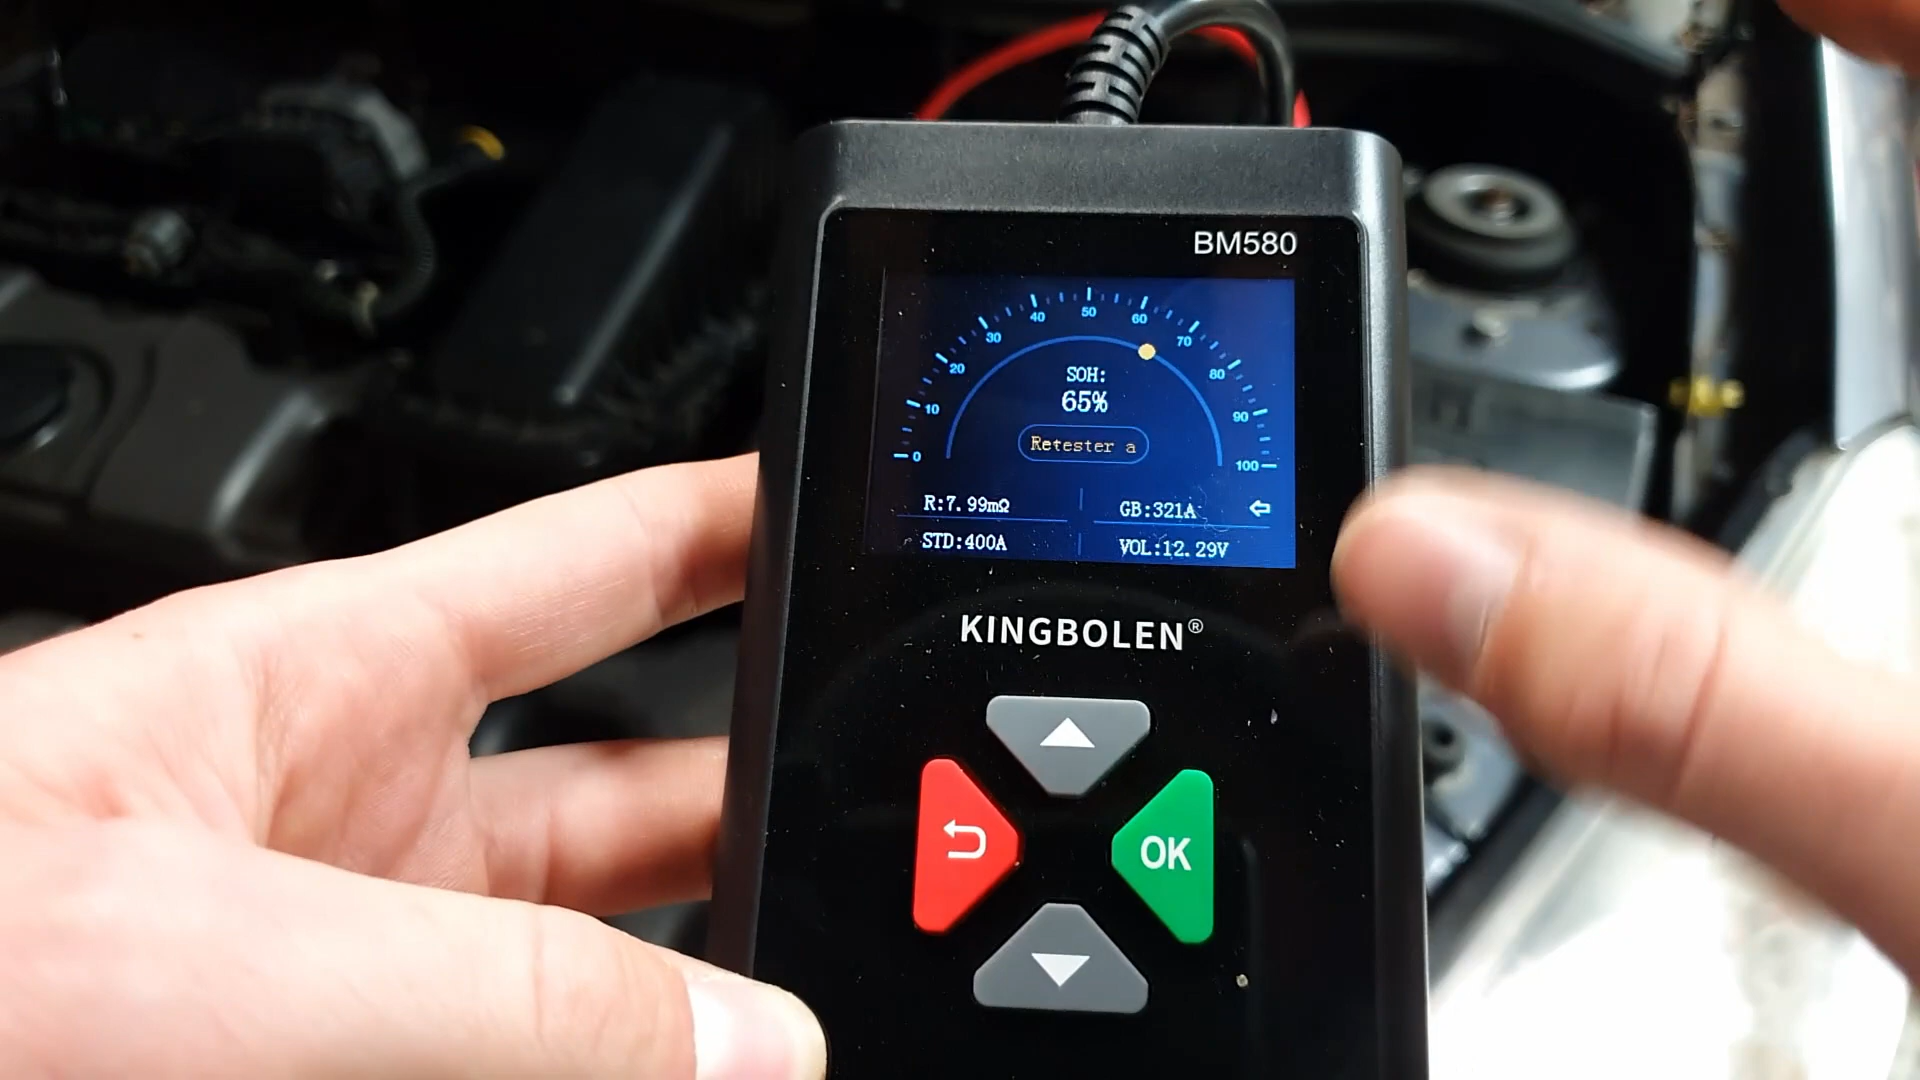 BM580
0 10 20 30 40 50 60 70 80 90 100
SOH:
65%
Retester a
R:7.99mΩ
GB:321A
STD:400A
VOL:12.29V
KINGBOLEN®
OK